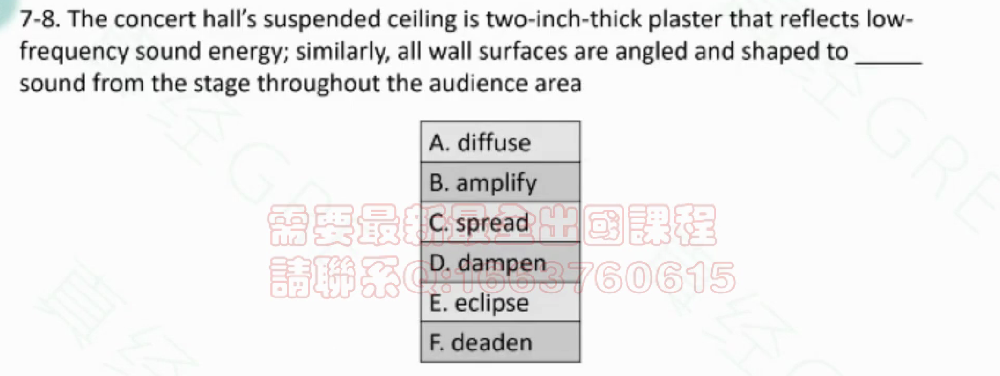 7-8. The concert hall's suspended ceiling is two-inch-thick plaster that reflects low-
frequency sound energy; similarly, all wall surfaces are angled and shaped to ______
sound from the stage throughout the audience area
A. diffuse
B. amplify
C. spread
D. dampen
E. eclipse
F. deaden
需要最新最全出國課程
請聯系Q:1663760615